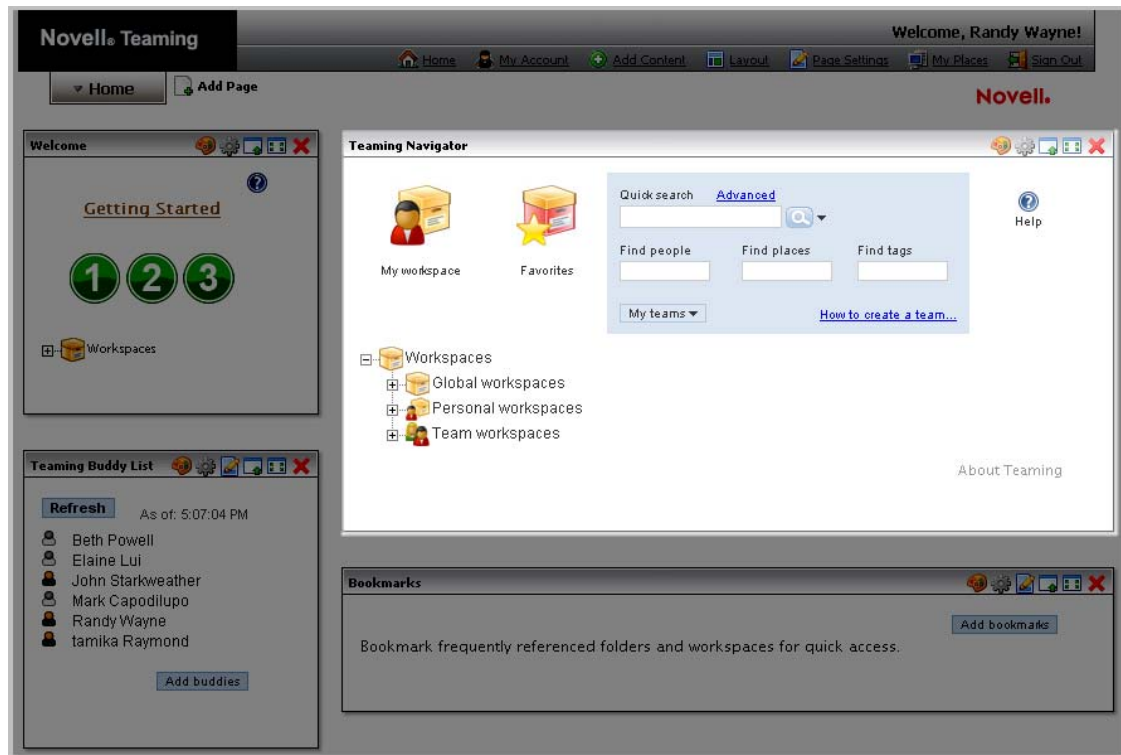 Novell® Teaming
Welcome, Randy Wayne!
Home My Account Add Content Layout Page Settings My Places Sign Out
Home Add Page
Novell.
Welcome
Getting Started
1 2 3
Workspaces
Teaming Navigator
My workspace
Favorites
Quick search Advanced
Find people Find places Find tags
My teams How to create a team...
Help
Workspaces
Global workspaces
Personal workspaces
Team workspaces
About Teaming
Teaming Buddy List
Refresh As of: 5:07:04 PM
Beth Powell
Elaine Lui
John Starkweather
Mark Capodilupo
Randy Wayne
tamika Raymond
Add buddies
Bookmarks
Add bookmarks
Bookmark frequently referenced folders and workspaces for quick access.